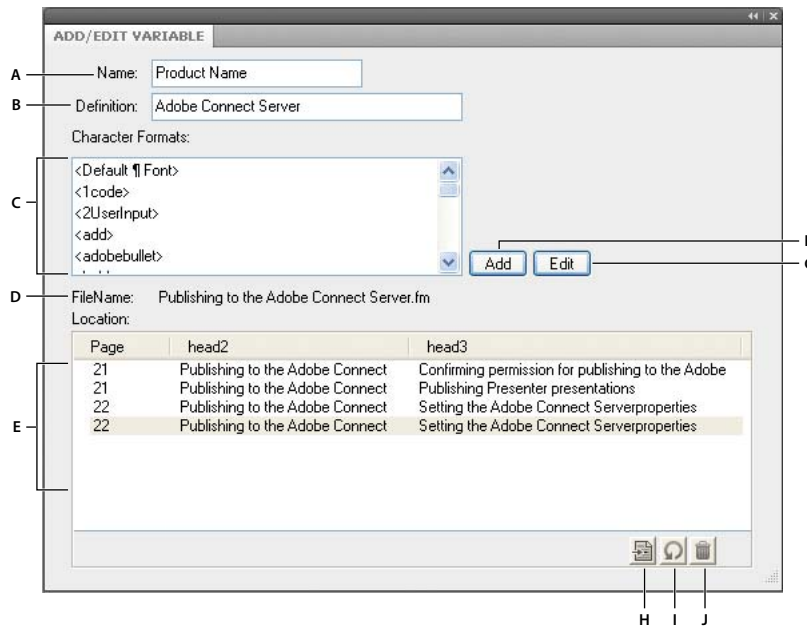 ADD/EDIT VARIABLE
A Name: Product Name
B Definition: Adobe Connect Server
Character Formats:
C
<Default ¶ Font>
<1code>
<2UserInput>
<add>
<adobebullet>
Add Edit
D FileName: Publishing to the Adobe Connect Server.fm
Location:
Page head2 head3
E
21 Publishing to the Adobe Connect Confirming permission for publishing to the Adobe
21 Publishing to the Adobe Connect Publishing Presenter presentations
22 Publishing to the Adobe Connect Setting the Adobe Connect Serverproperties
22 Publishing to the Adobe Connect Setting the Adobe Connect Serverproperties
H I J